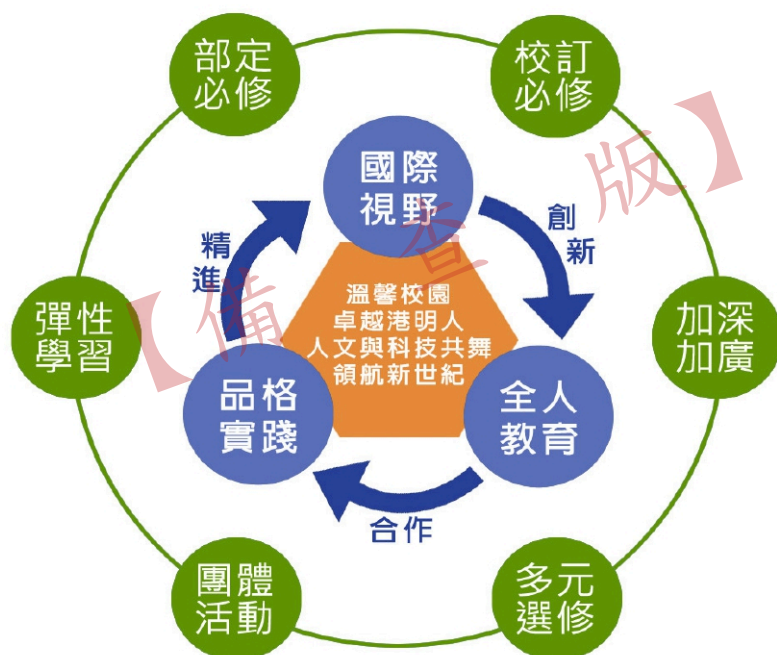 部定
必修
校訂
必修
國際
視野
精
進
創
新
溫馨校園
卓越港明人
人文與科技共舞
領航新世紀
彈性
學習
加深
加廣
品格
實踐
全人
教育
合作
團體
活動
多元
選修
【備查版】